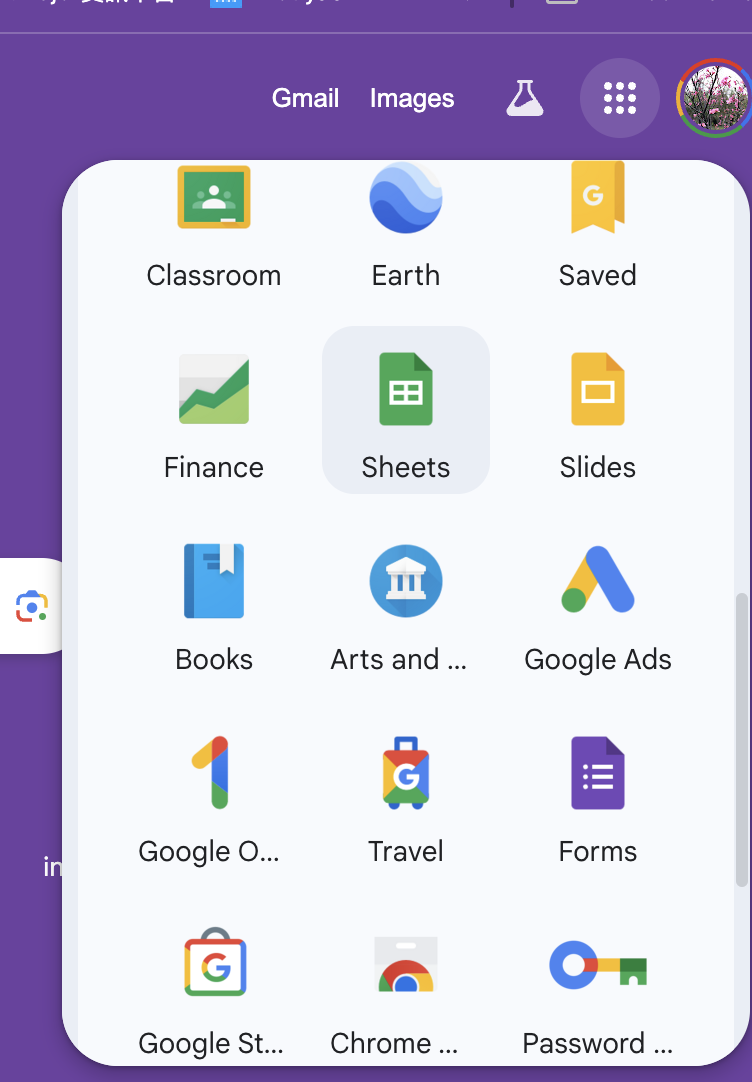 Gmail Images
Classroom Earth Saved
Finance Sheets Slides
Books Arts and ... Google Ads
Google O... Travel Forms
in
Google St... Chrome ... Password ...